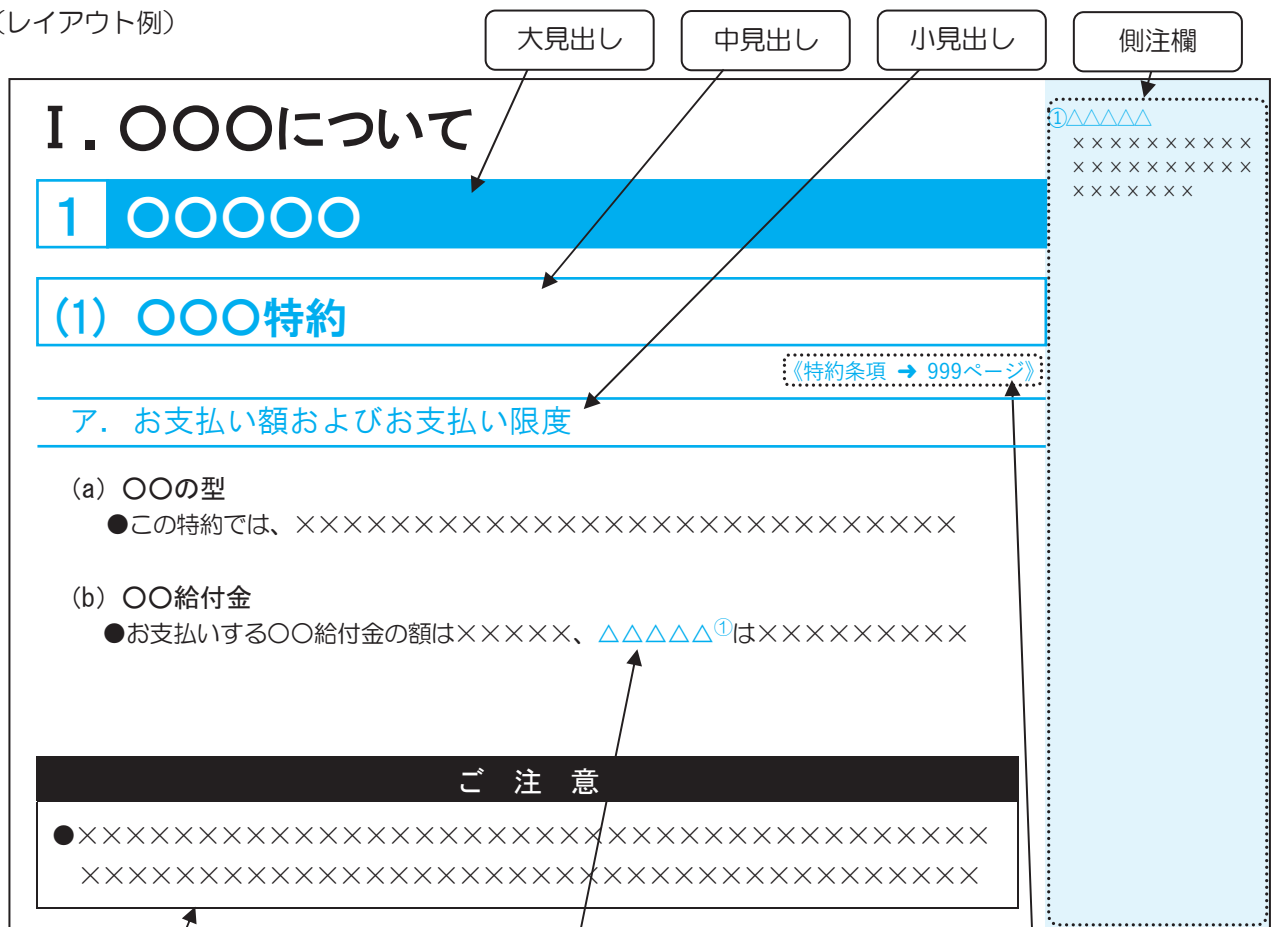 （レイアウト例）
大見出し
中見出し
小見出し
側注欄
Ⅰ．〇〇〇について
1 〇〇〇〇〇
(1) 〇〇〇特約
《特約条項 ➜ 999ページ》
ア．お支払い額およびお支払い限度
(a) 〇〇の型
●この特約では、××××××××××××××××××××××××××××
(b) 〇〇給付金
●お支払いする〇〇給付金の額は×××××、△△△△△①は×××××××××
ご 注 意
●××××××××××××××××××××××××××××××××××××××
××××××××××××××××××××××××××××××××××××××
①△△△△△
××××××××××
××××××××××
×××××××